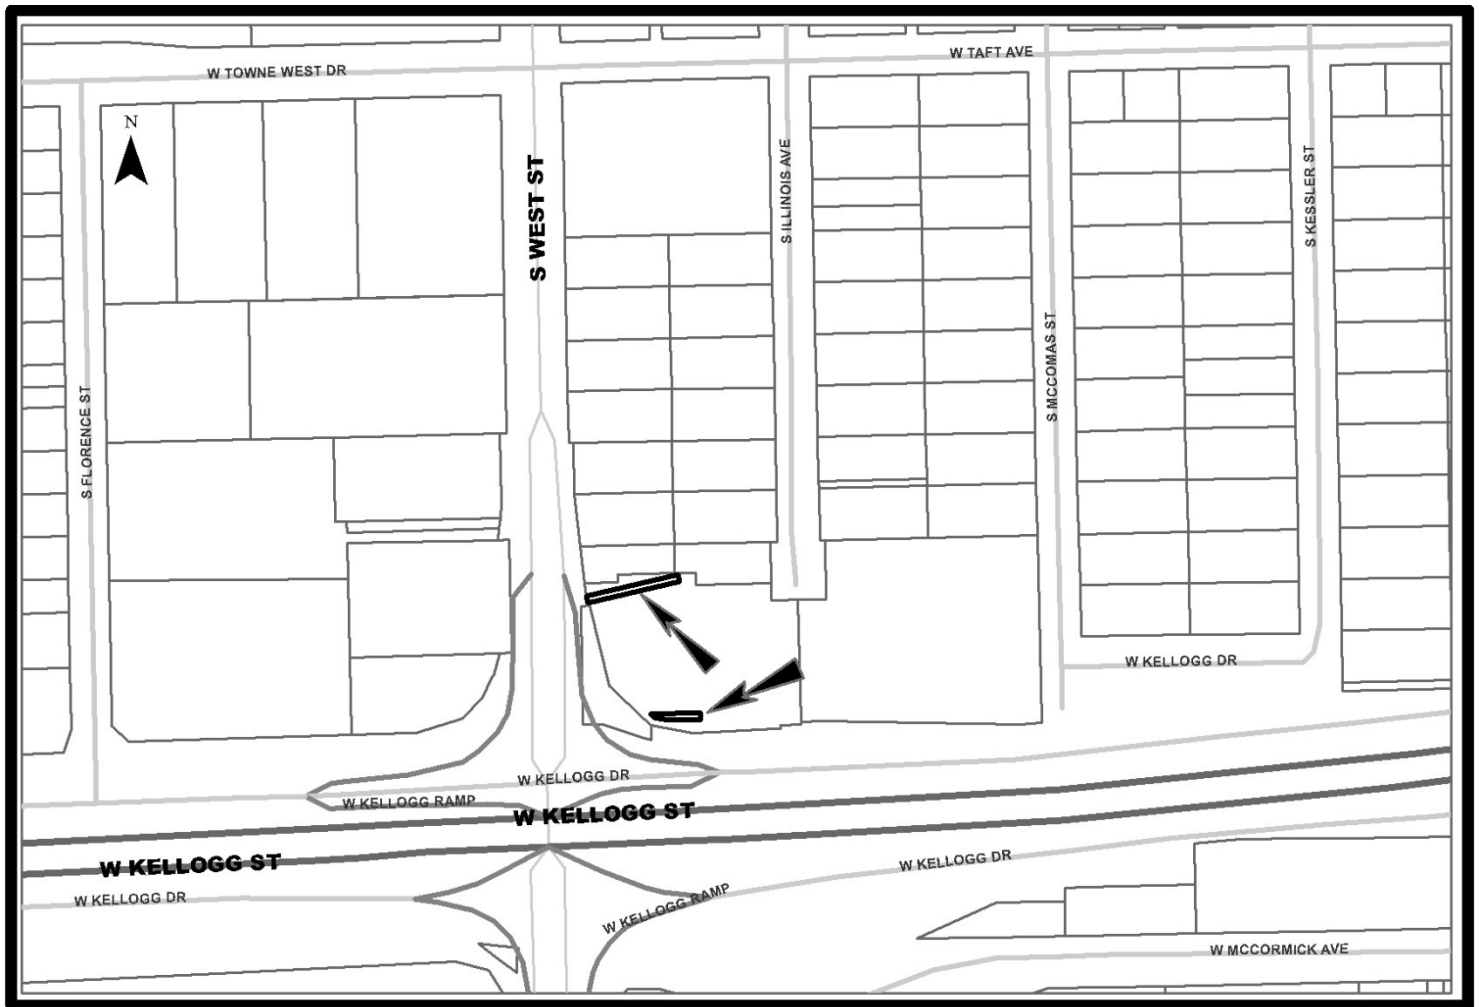 W TAFT AVE
W TOWNE WEST DR
N
S WEST ST
S ILLINOIS AVE
S KESSLER ST
S MCCOMAS ST
S FLORENCE ST
W KELLOGG DR
W KELLOGG DR
W KELLOGG RAMP
W KELLOGG ST
W KELLOGG ST
W KELLOGG DR
W KELLOGG DR
W KELLOGG RAMP
W MCCORMICK AVE